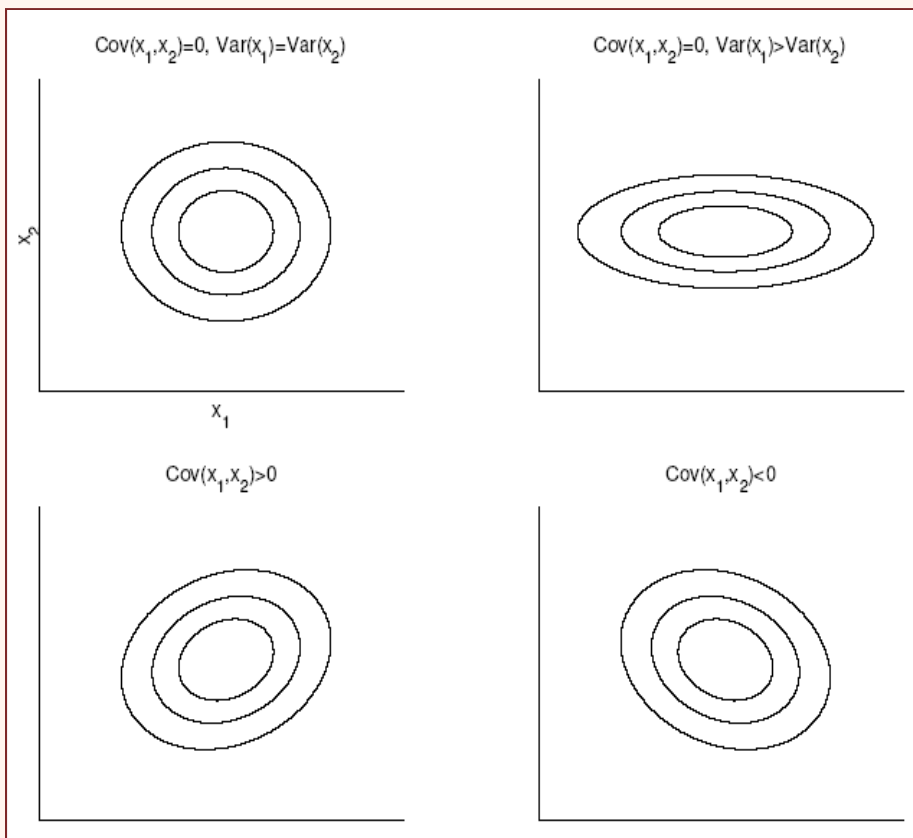 Cov(x₁,x₂)=0, Var(x₁)=Var(x₂)
Cov(x₁,x₂)=0, Var(x₁)>Var(x₂)
x₂
x₁
Cov(x₁,x₂)>0
Cov(x₁,x₂)<0